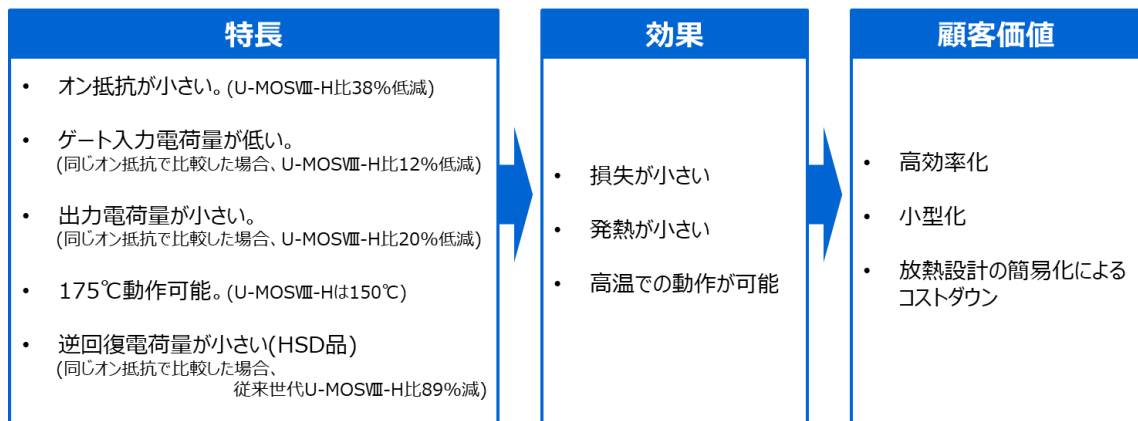 特長
・ オン抵抗が小さい。(U-MOSⅧ-H比38%低減)
・ ゲート入力電荷量が低い。
(同じオン抵抗で比較した場合、U-MOSⅧ-H比12%低減)
・ 出力電荷量が小さい。
(同じオン抵抗で比較した場合、U-MOSⅧ-H比20%低減)
・ 175℃動作可能。(U-MOSⅧ-Hは150℃)
・ 逆回復電荷量が小さい(HSD品)
(同じオン抵抗で比較した場合、
従来世代U-MOSⅧ-H比89%減)
効果
・ 損失が小さい
・ 発熱が小さい
・ 高温での動作が可能
顧客価値
・ 高効率化
・ 小型化
・ 放熱設計の簡易化による
コストダウン